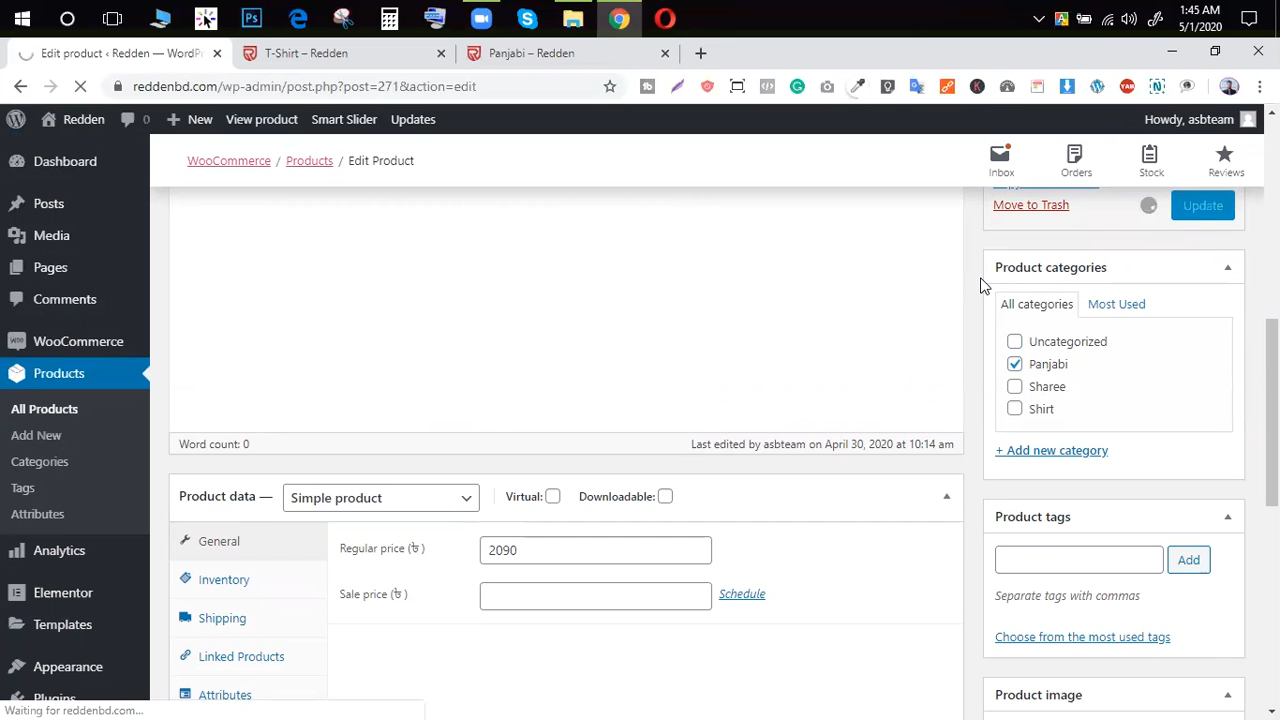 1:45 AM
5/1/2020
Edit product ‹ Redden — WordP
T-Shirt – Redden
Panjabi – Redden
reddenbd.com/wp-admin/post.php?post=271&action=edit
Redden
0
New
View product
Smart Slider
Updates
Howdy, asbteam
WooCommerce / Products / Edit Product
Inbox
Orders
Stock
Reviews
Dashboard
Posts
Media
Pages
Comments
WooCommerce
Products
All Products
Add New
Categories
Tags
Attributes
Analytics
Elementor
Templates
Appearance
Plugins
Move to Trash
Update
Product categories
All categories
Most Used
Uncategorized
Panjabi
Sharee
Shirt
+ Add new category
Word count: 0
Last edited by asbteam on April 30, 2020 at 10:14 am
Product data — Simple product
Virtual:
Downloadable:
General
Inventory
Shipping
Linked Products
Attributes
Regular price (৳ )
2090
Sale price (৳ )
Schedule
Product tags
Add
Separate tags with commas
Choose from the most used tags
Product image
Waiting for reddenbd.com...